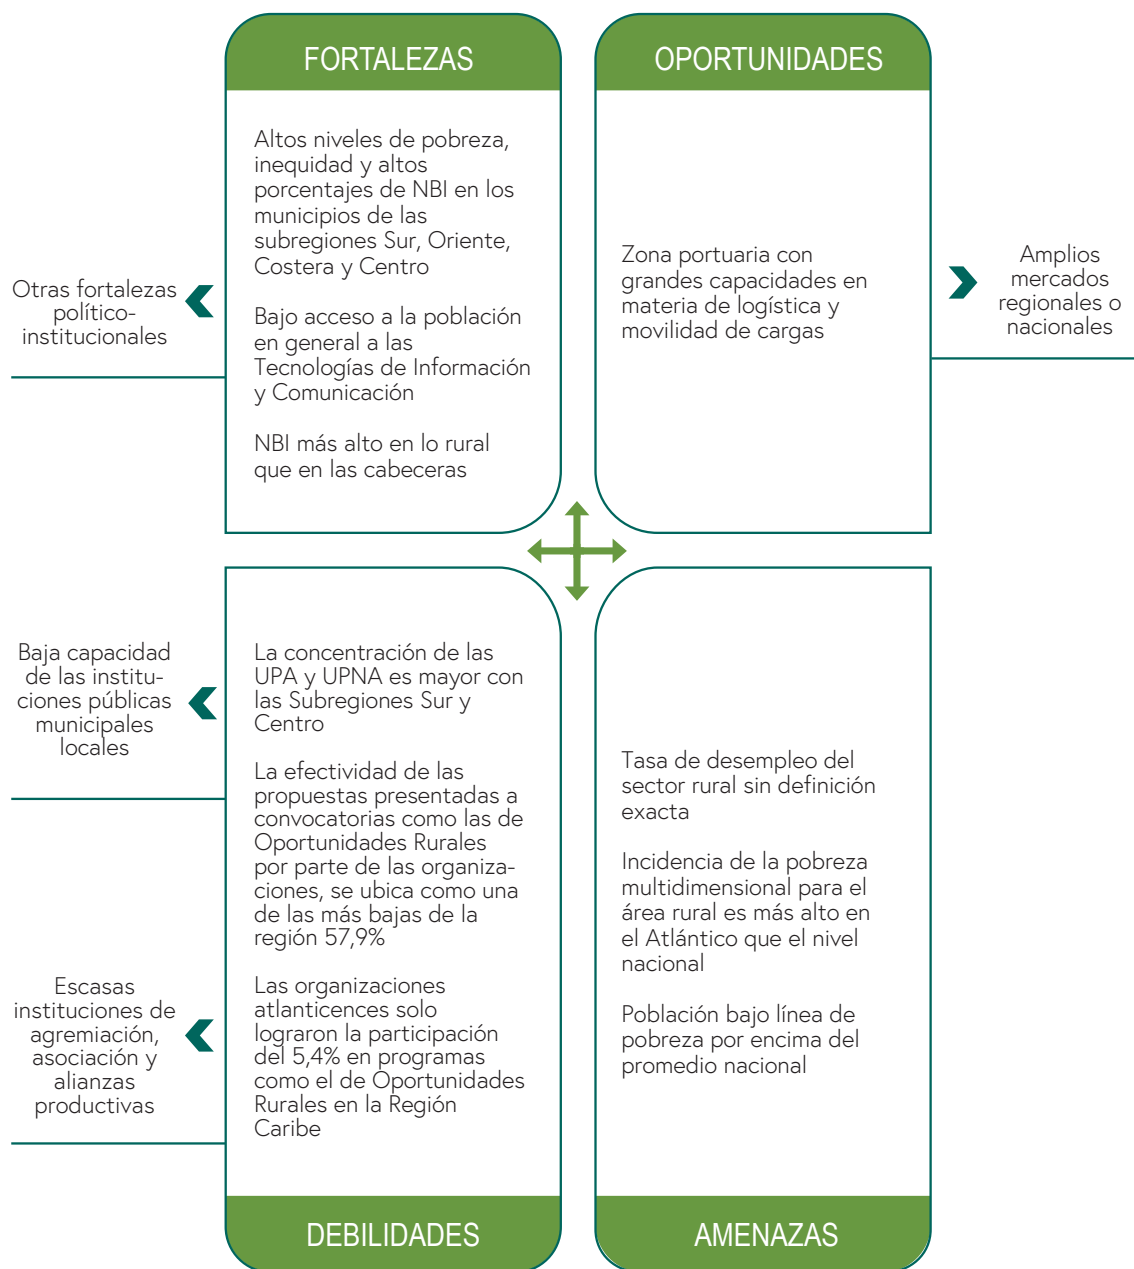 FORTALEZAS
Altos niveles de pobreza,
inequidad y altos
porcentajes de NBI en los
municipios de las
subregiones Sur, Oriente,
Costera y Centro
Bajo acceso a la población
en general a las
Tecnologías de Información
y Comunicación
NBI más alto en lo rural
que en las cabeceras
Otras fortalezas
político-
institucionales
OPORTUNIDADES
Zona portuaria con
grandes capacidades en
materia de logística y
movilidad de cargas
Amplios
mercados
regionales o
nacionales
Baja capacidad
de las institu-
ciones públicas
municipales
locales
Escasas
instituciones de
agremiación,
asociación y
alianzas
productivas
La concentración de las
UPA y UPNA es mayor con
las Subregiones Sur y
Centro
La efectividad de las
propuestas presentadas a
convocatorias como las de
Oportunidades Rurales
por parte de las organiza-
ciones, se ubica como una
de las más bajas de la
región 57,9%
Las organizaciones
atlanticences solo
lograron la participación
del 5,4% en programas
como el de Oportunidades
Rurales en la Región
Caribe
DEBILIDADES
Tasa de desempleo del
sector rural sin definición
exacta
Incidencia de la pobreza
multidimensional para el
área rural es más alto en
el Atlántico que el nivel
nacional
Población bajo línea de
pobreza por encima del
promedio nacional
AMENAZAS